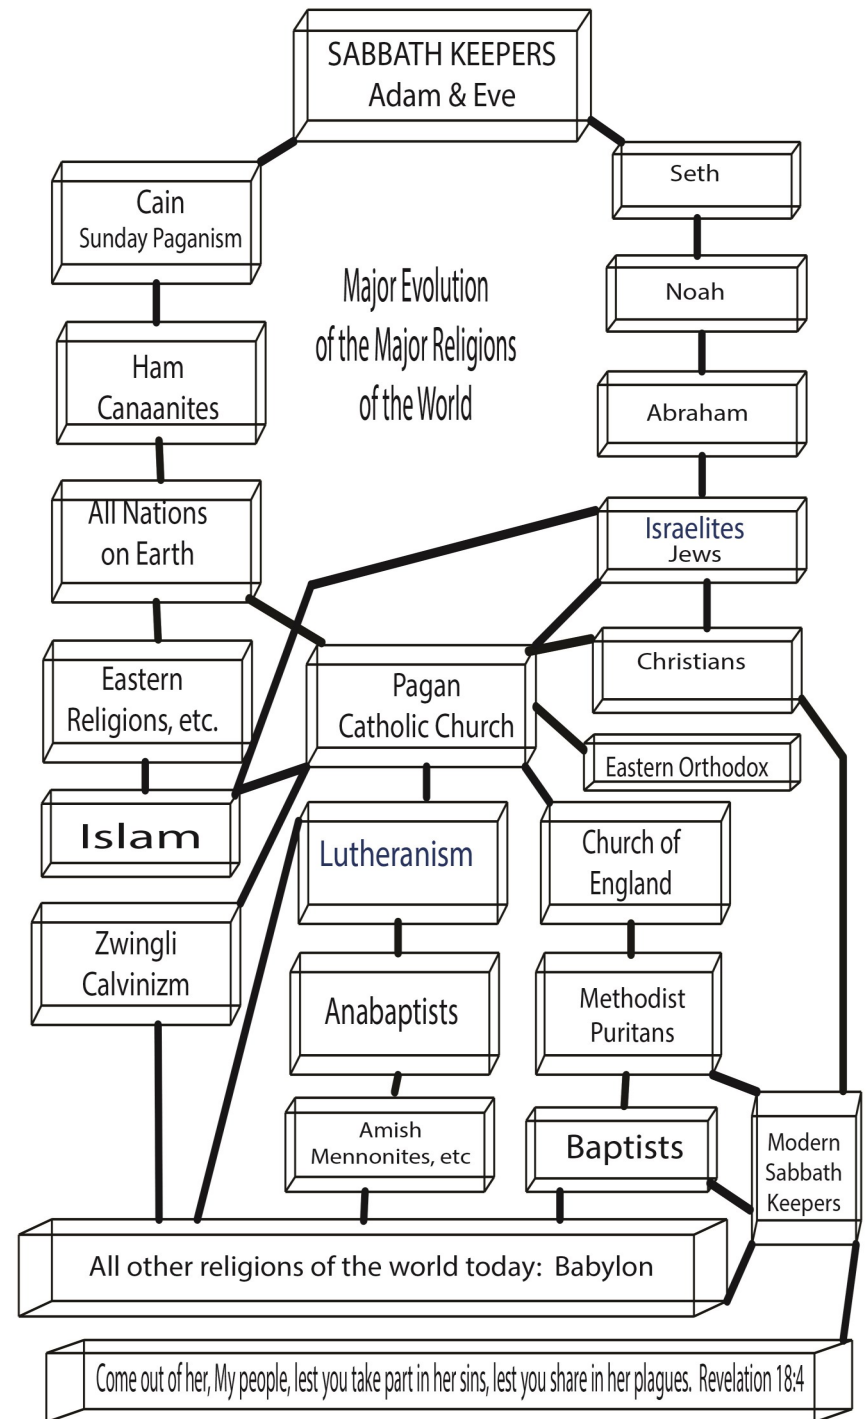 SABBATH KEEPERS
Adam & Eve
Cain
Sunday Paganism
Seth
Noah
Major Evolution
of the Major Religions
of the World
Ham
Canaanites
Abraham
All Nations
on Earth
Israelites
Jews
Eastern
Religions, etc.
Pagan
Catholic Church
Christians
Eastern Orthodox
Islam
Lutheranism
Church of
England
Zwingli
Calvinizm
Anabaptists
Methodist
Puritans
Amish
Mennonites, etc
Baptists
Modern
Sabbath
Keepers
All other religions of the world today: Babylon
Come out of her, My people, lest you take part in her sins, lest you share in her plagues. Revelation 18:4